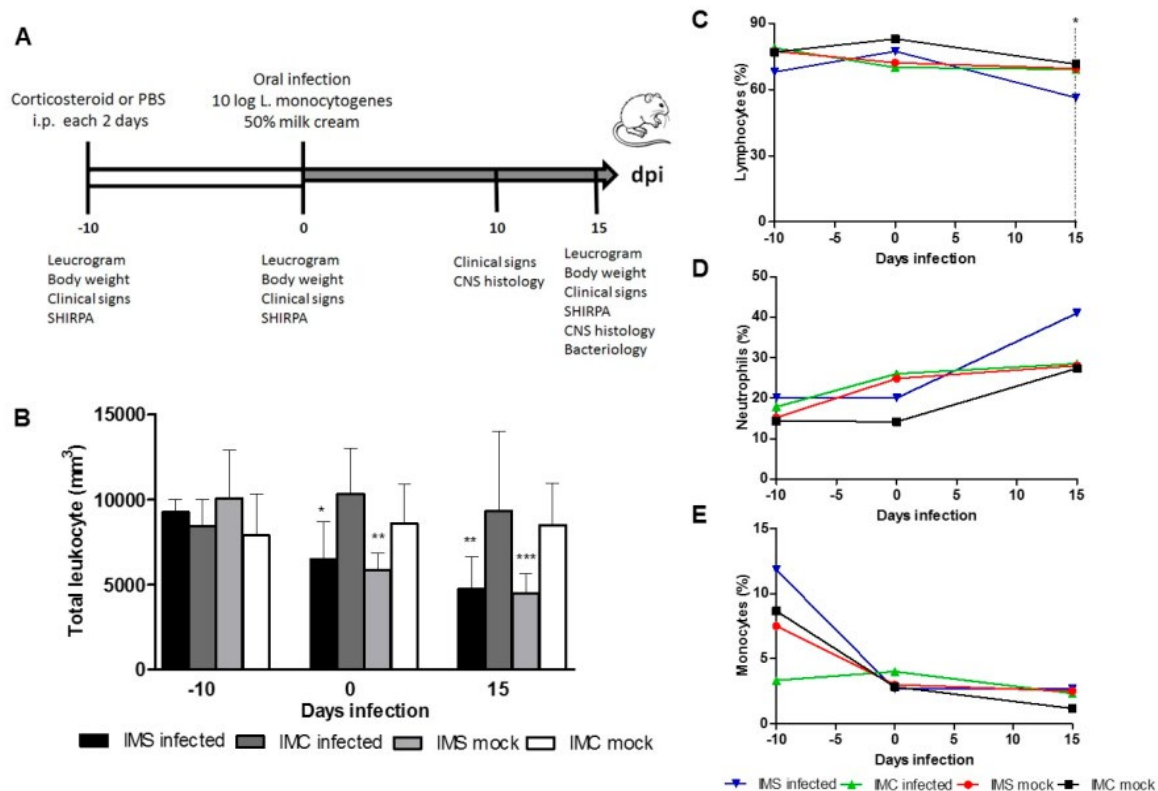 A
Corticosteroid or PBS
i.p. each 2 days
Oral infection
10 log L. monocytogenes
50% milk cream
dpi
-10
0
10
15
Leucrogram
Body weight
Clinical signs
SHIRPA
Leucrogram
Body weight
Clinical signs
SHIRPA
Clinical signs
CNS histology
Leucrogram
Body weight
Clinical signs
SHIRPA
CNS histology
Bacteriology
B
Total leukocyte (mm³)
15000
10000
5000
0
*
**
**
***
-10
0
15
Days infection
IMS infected
IMC infected
IMS mock
IMC mock
C
Lymphocytes (%)
90
60
30
0
*
-10
-5
0
5
10
15
Days infection
D
Neutrophils (%)
50
40
30
20
10
0
-10
-5
0
5
10
15
Days infection
E
Monocytes (%)
15
10
5
0
-10
-5
0
5
10
15
Days infection
IMS infected
IMC infected
IMS mock
IMC mock